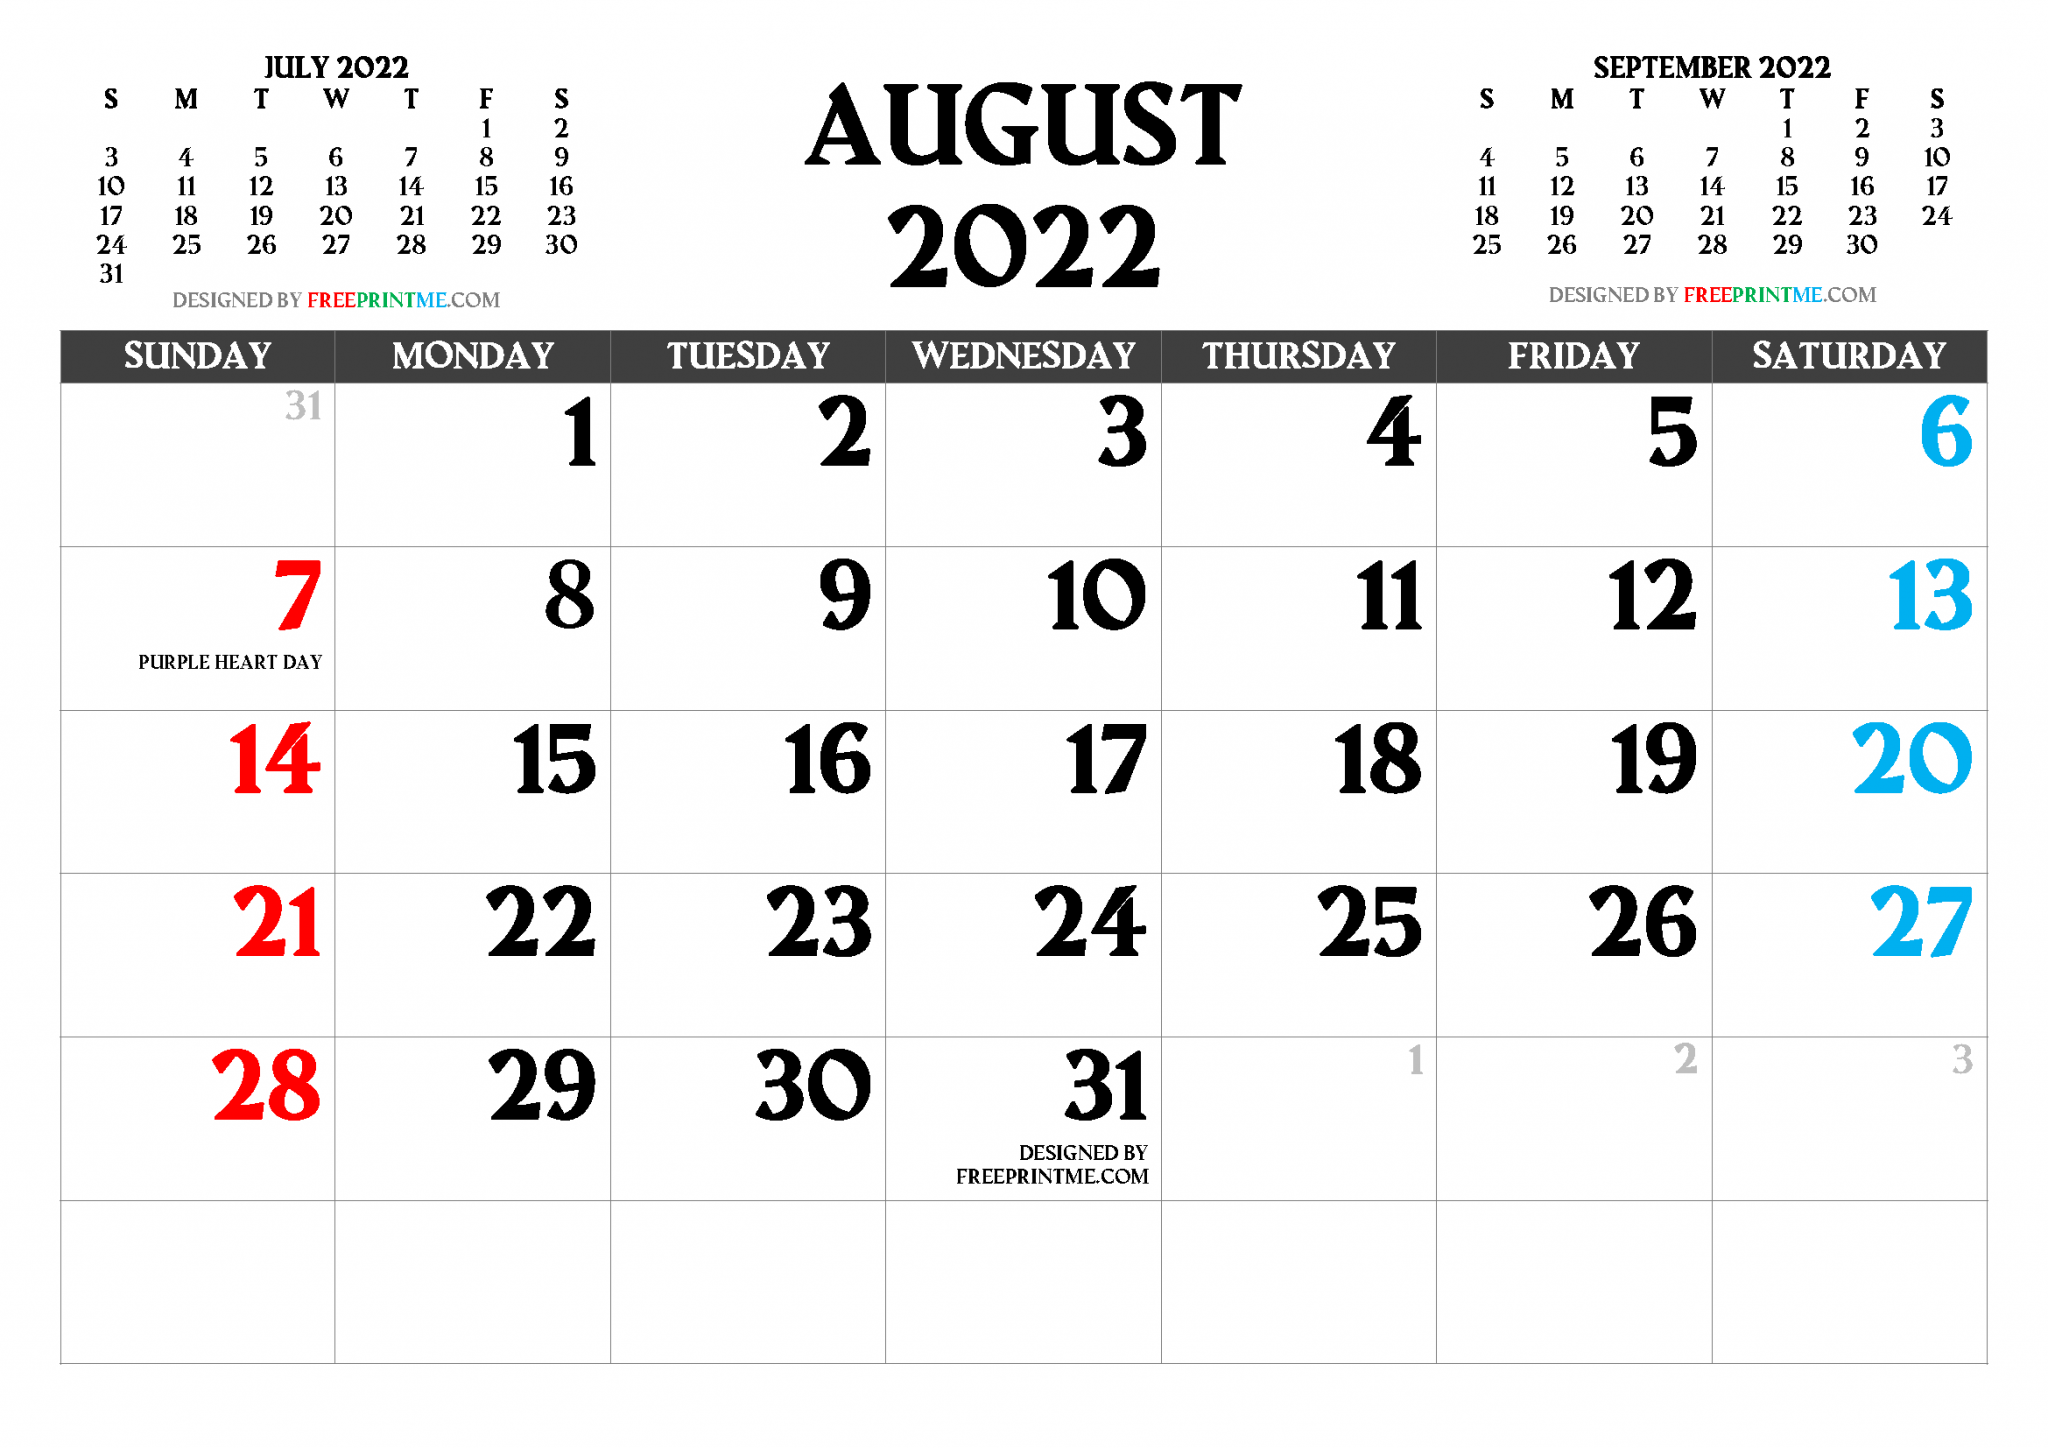 JULY 2022
S M T W T F S
1 2
3 4 5 6 7 8 9
10 11 12 13 14 15 16
17 18 19 20 21 22 23
24 25 26 27 28 29 30
31
DESIGNED BY FREEPRINTME.COM
AUGUST
2022
SEPTEMBER 2022
S M T W T F S
1 2 3
4 5 6 7 8 9 10
11 12 13 14 15 16 17
18 19 20 21 22 23 24
25 26 27 28 29 30
DESIGNED BY FREEPRINTME.COM
SUNDAY MONDAY TUESDAY WEDNESDAY THURSDAY FRIDAY SATURDAY
31 1 2 3 4 5 6
7 8 9 10 11 12 13
PURPLE HEART DAY
14 15 16 17 18 19 20
21 22 23 24 25 26 27
28 29 30 31 1 2 3
DESIGNED BY
FREEPRINTME.COM